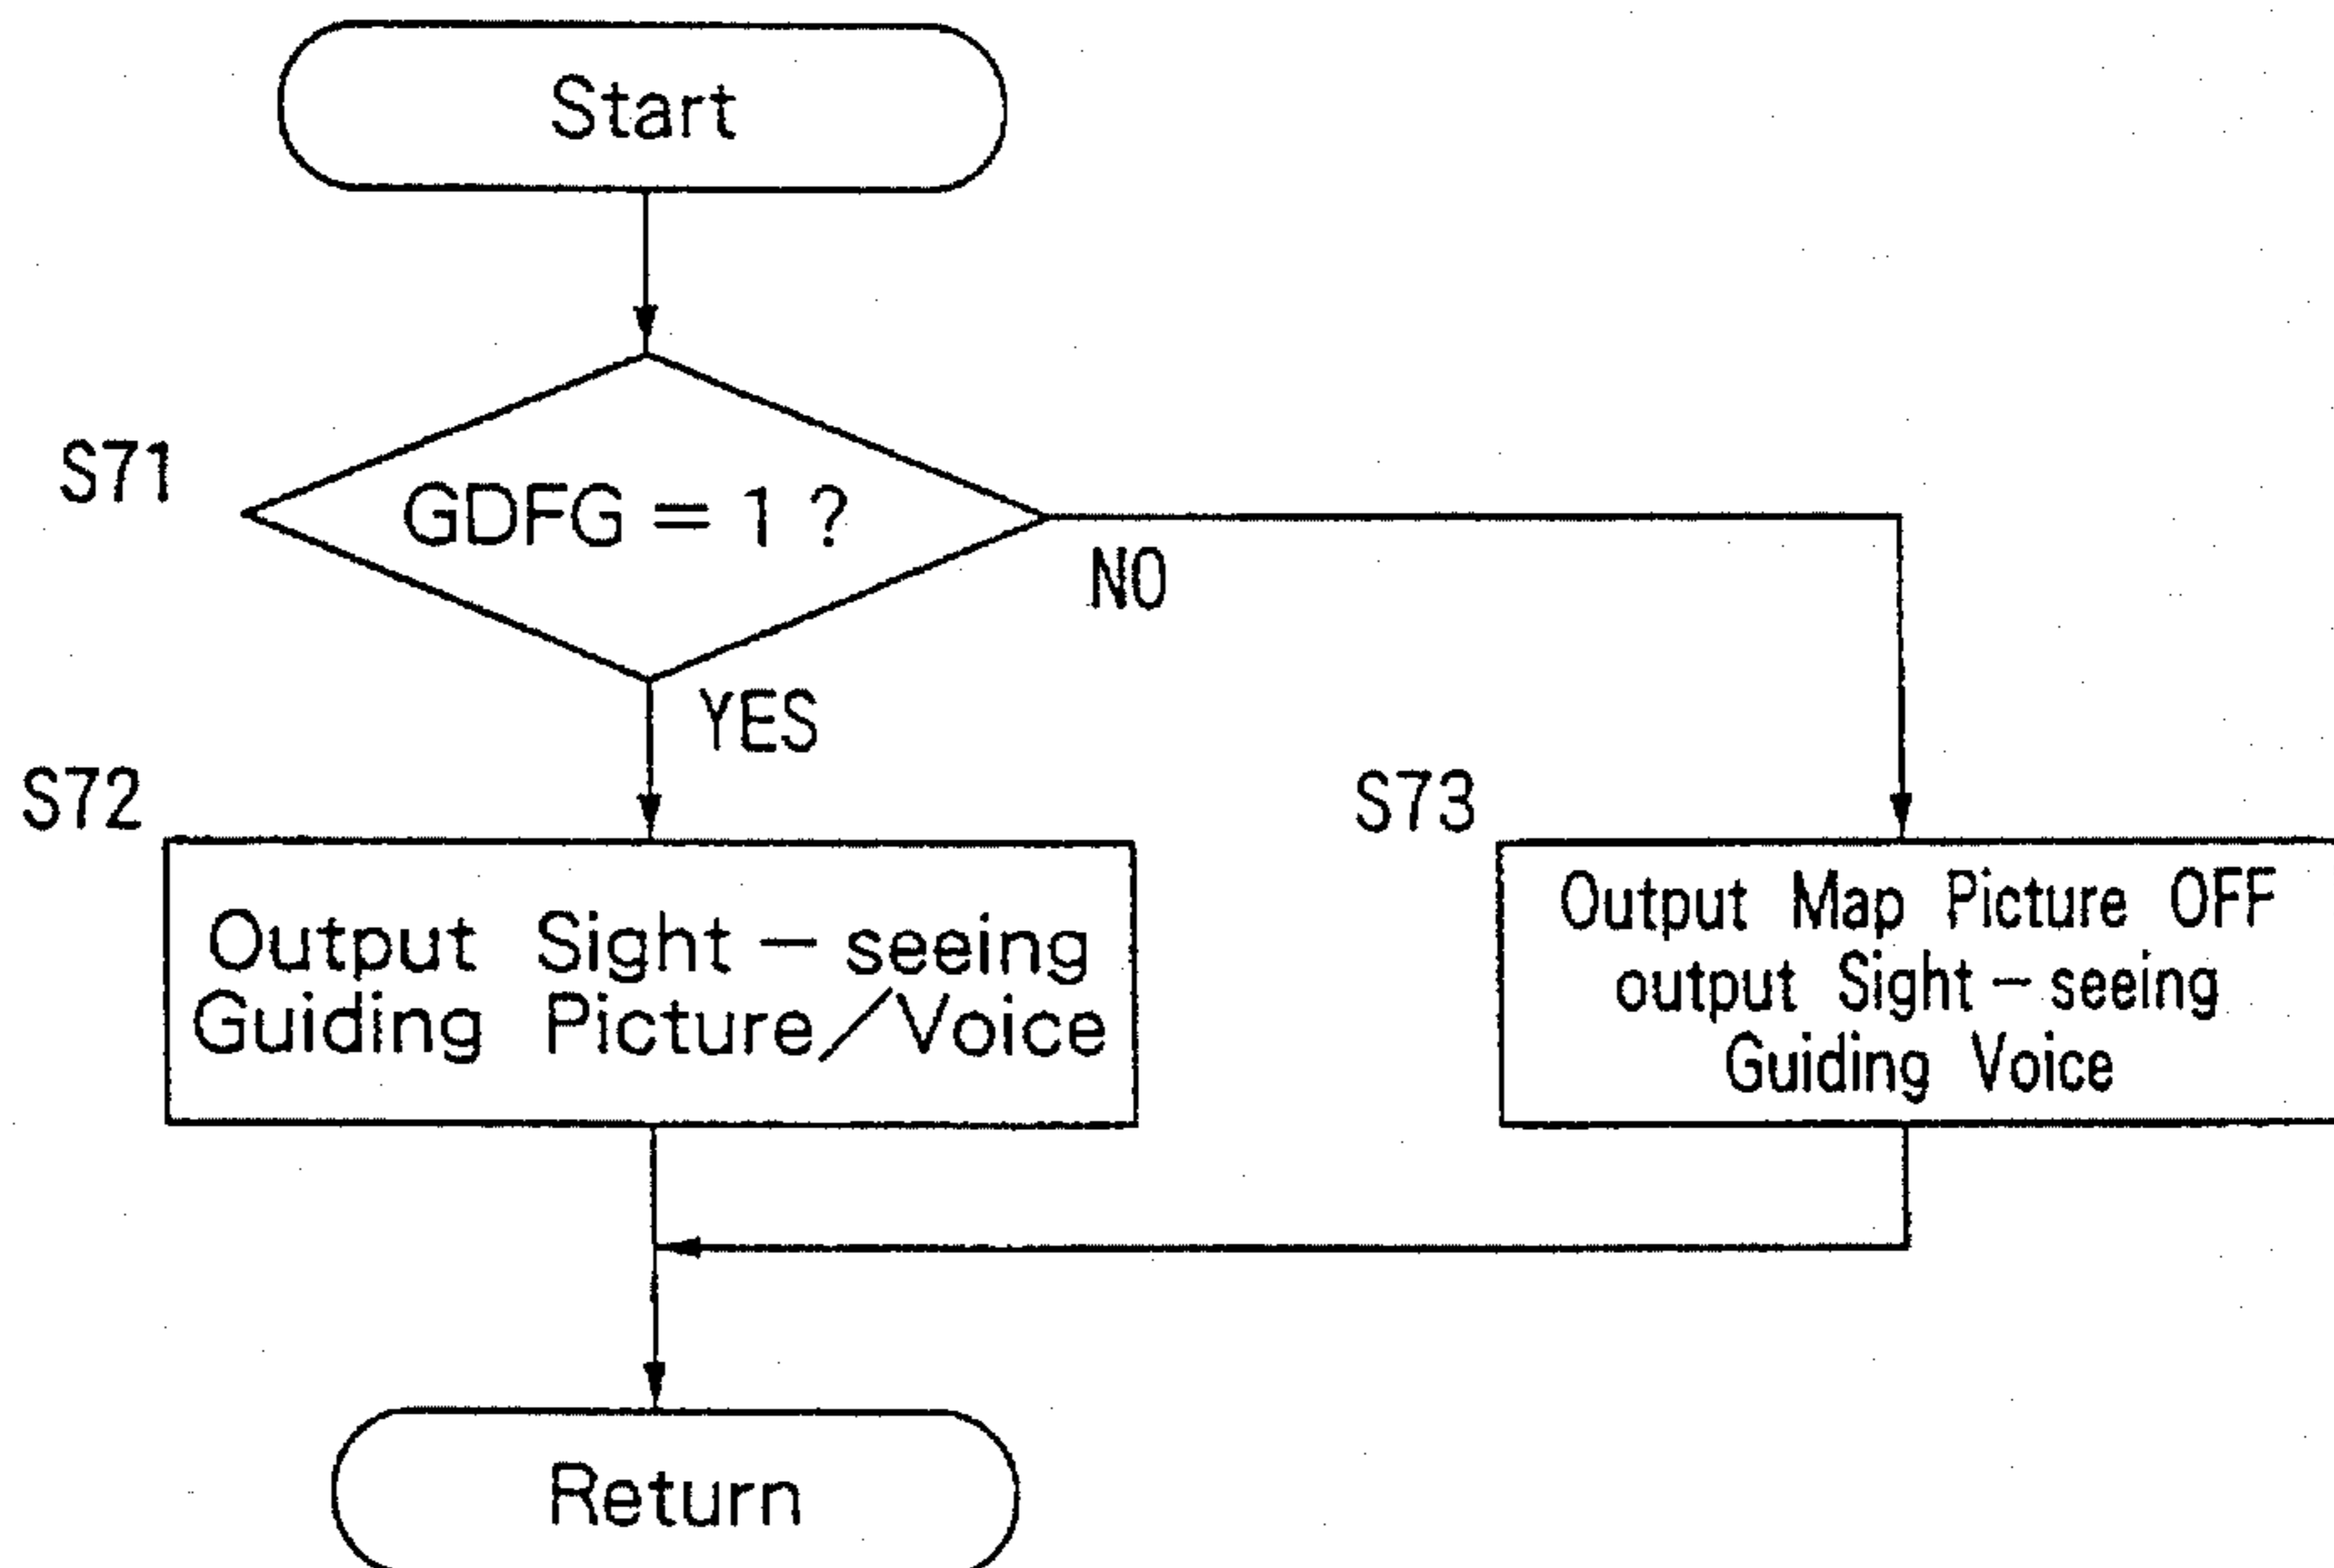 Start
S71
GDFG = 1 ?
NO
YES
S72
Output Sight – seeing
Guiding Picture／Voice
S73
Output Map Picture OFF
output Sight – seeing
Guiding Voice
Return